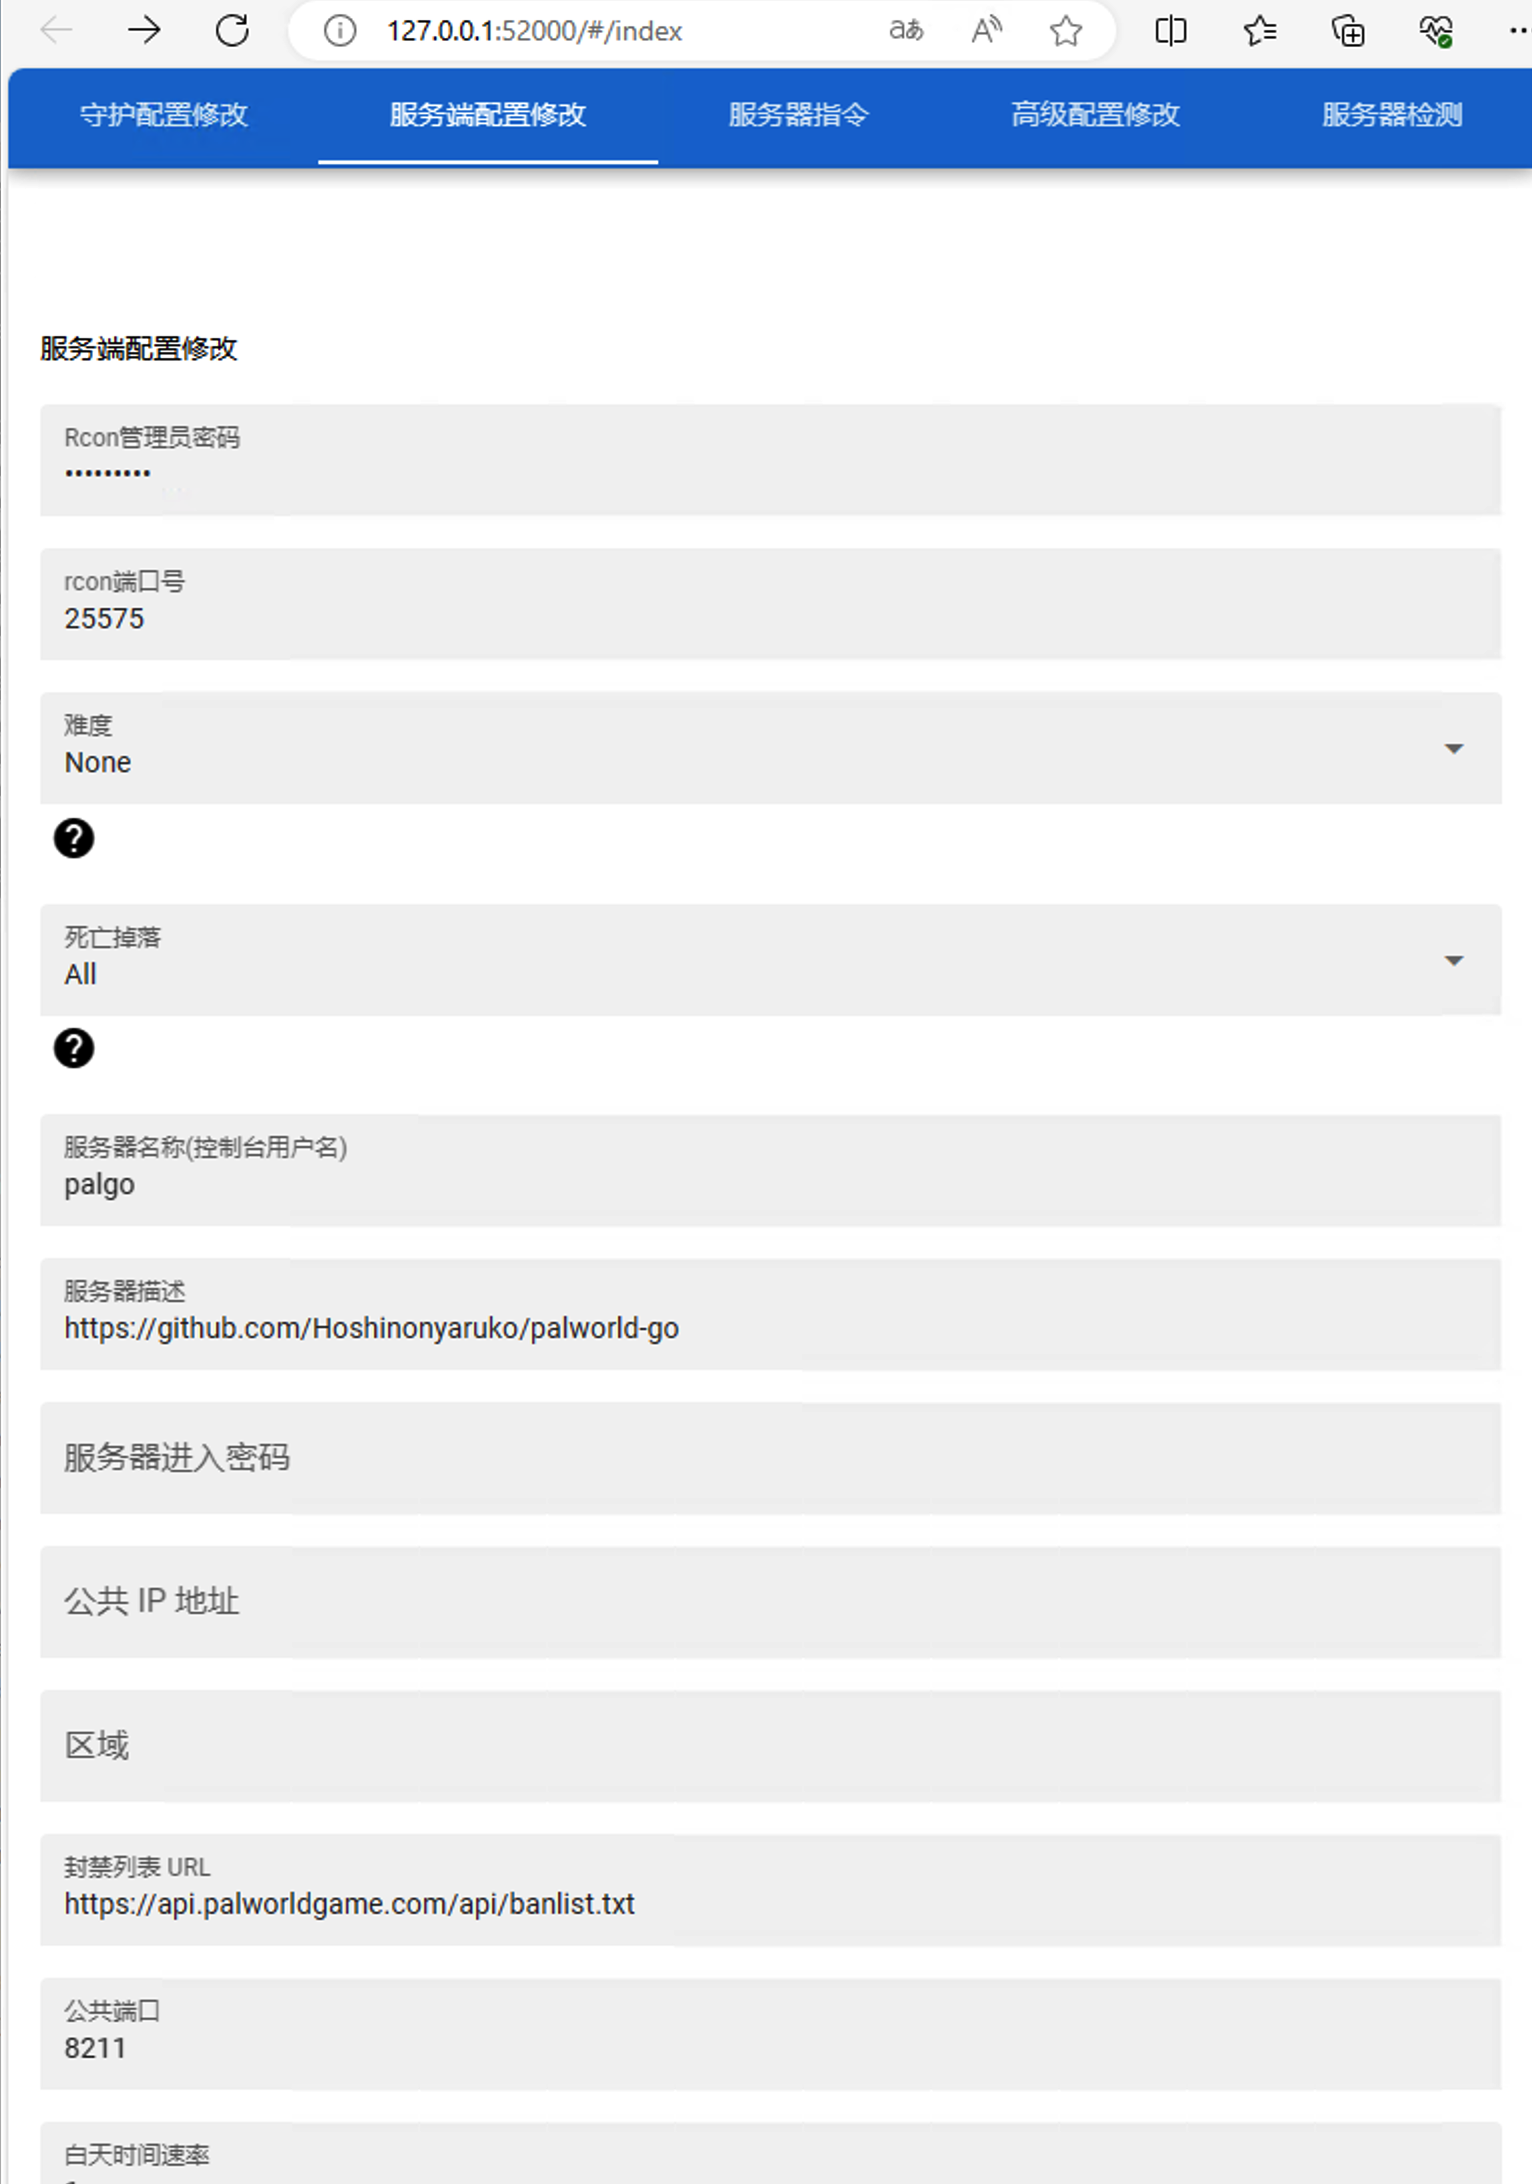 127.0.0.1:52000/#/index
守护配置修改 服务端配置修改 服务器指令 高级配置修改 服务器检测
服务端配置修改
Rcon管理员密码
•••••••••
rcon端口号
25575
难度
None
死亡掉落
All
服务器名称(控制台用户名)
palgo
服务器描述
https://github.com/Hoshinonyaruko/palworld-go
服务器进入密码
公共 IP 地址
区域
封禁列表 URL
https://api.palworldgame.com/api/banlist.txt
公共端口
8211
白天时间速率